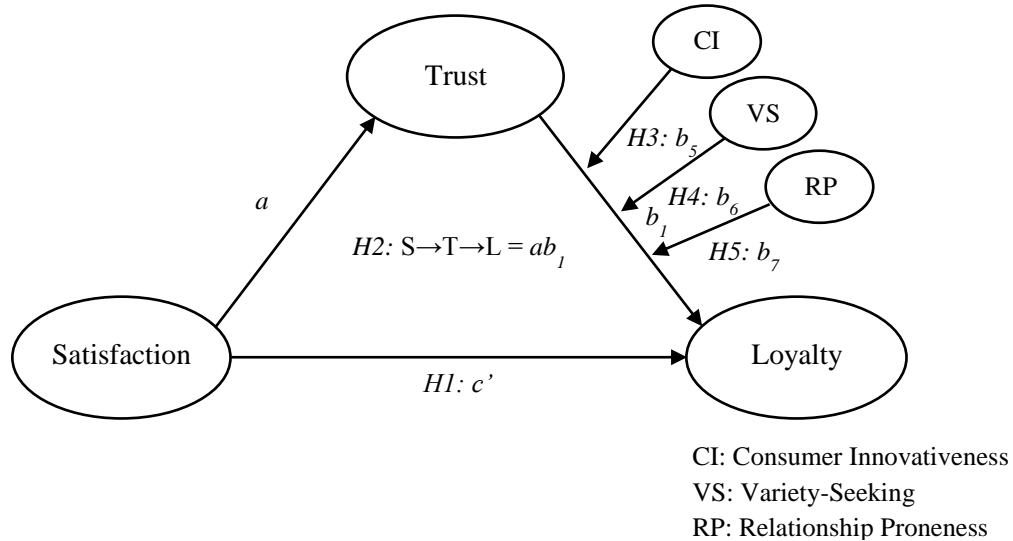 CI
Trust
VS
H3: b5
RP
a
H4: b6
b1
H2: S→T→L = ab1
H5: b7
Satisfaction
Loyalty
H1: c’
CI: Consumer Innovativeness
VS: Variety-Seeking
RP: Relationship Proneness